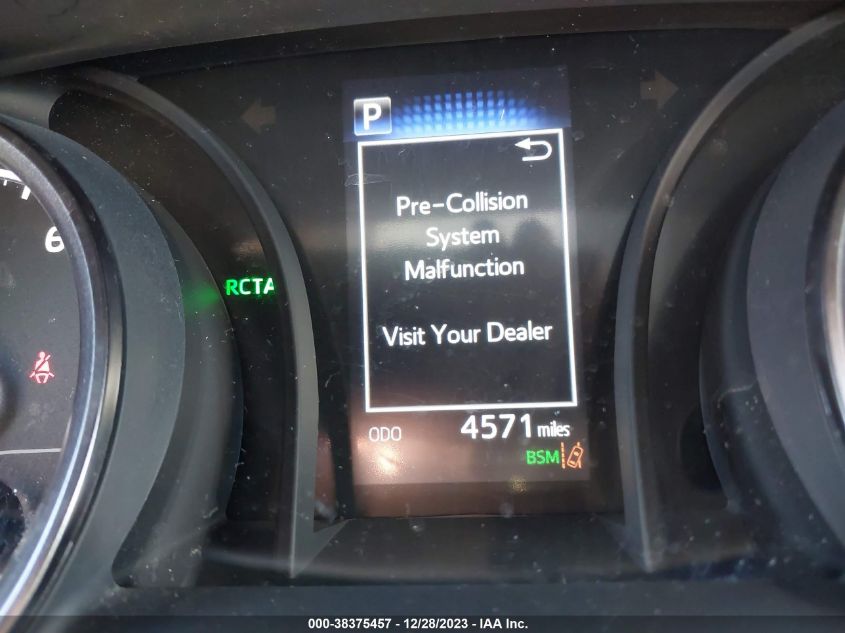 P
Pre-Collision
System
Malfunction
Visit Your Dealer
6
RCTA
ODO 4571 miles
BSM
000-38375457 - 12/28/2023 - IAA Inc.